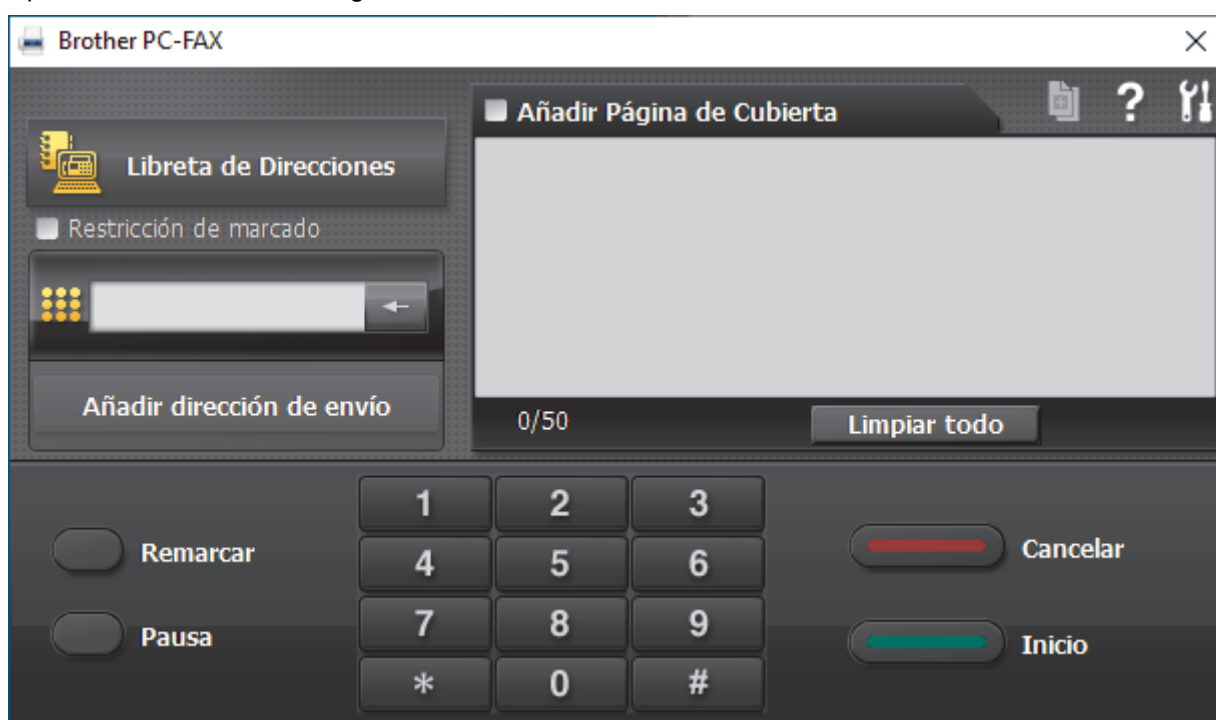 Brother PC-FAX
Añadir Página de Cubierta
?
Libreta de Direcciones
Restricción de marcado
Añadir dirección de envío
0/50
Limpiar todo
1 2 3
Remarcar
4 5 6
Cancelar
7 8 9
Pausa
Inicio
* 0 #